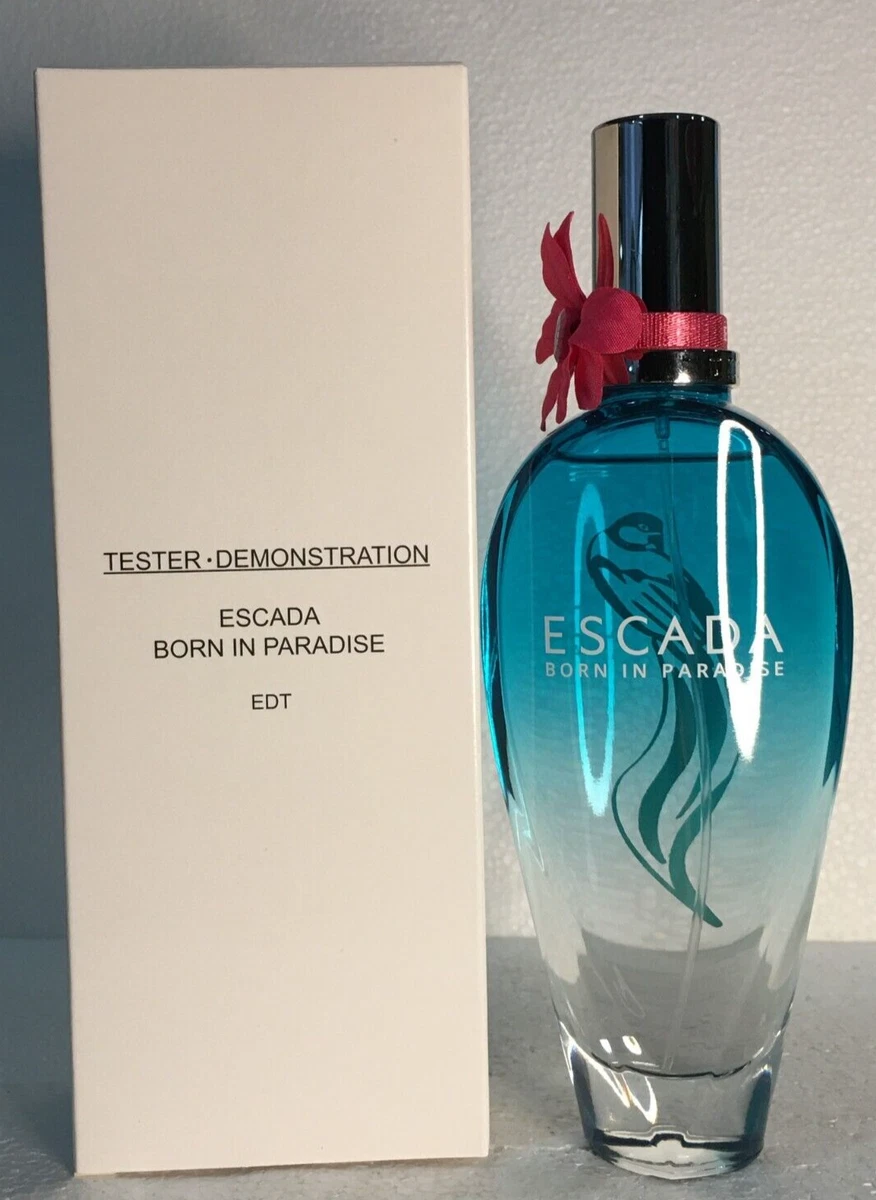 TESTER · DEMONSTRATION
ESCADA
BORN IN PARADISE
EDT
ESCADA
BORN IN PARADISE